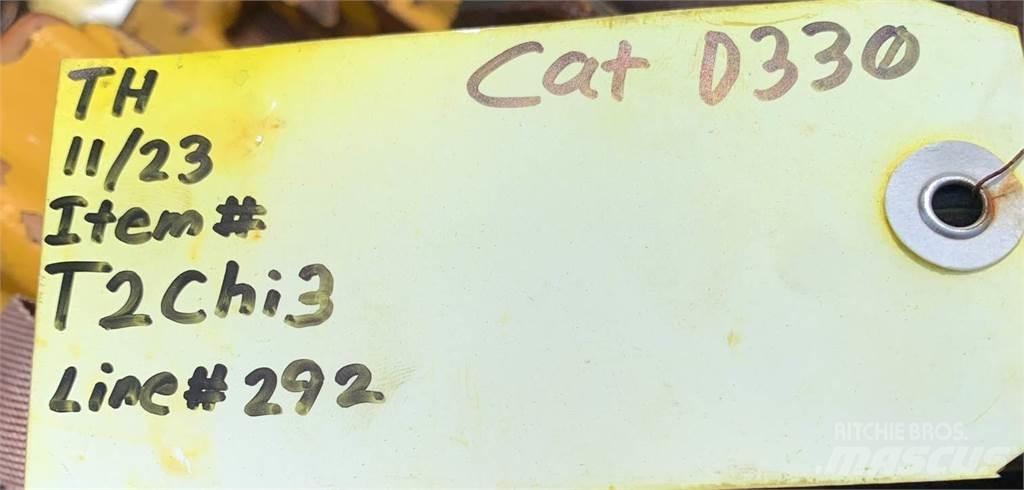 Cat D330
TH
11/23
Item #
T2Chi3
Line# 292
RITCHIE BROS.
MASCUS